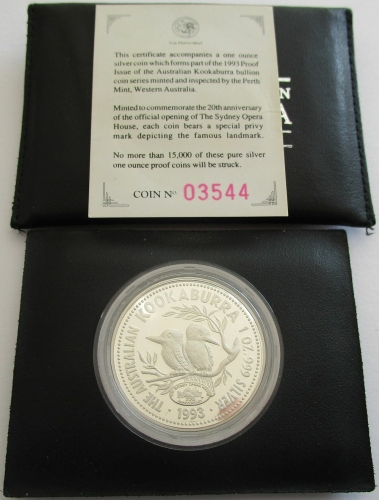 THE PERTH MINT
This certificate accompanies a one ounce
silver coin which forms part of the 1993 Proof
Issue of the Australian Kookaburra bullion
coin series minted and inspected by the Perth
Mint, Western Australia.
Minted to commemorate the 20th anniversary
of the official opening of The Sydney Opera
House, each coin bears a special privy
mark depicting the famous landmark.
No more than 15,000 of these pure silver
one ounce proof coins will be struck.
COIN No. 03544
THE AUSTRALIAN KOOKABURRA 1 OZ. 999 SILVER
· 1993 ·